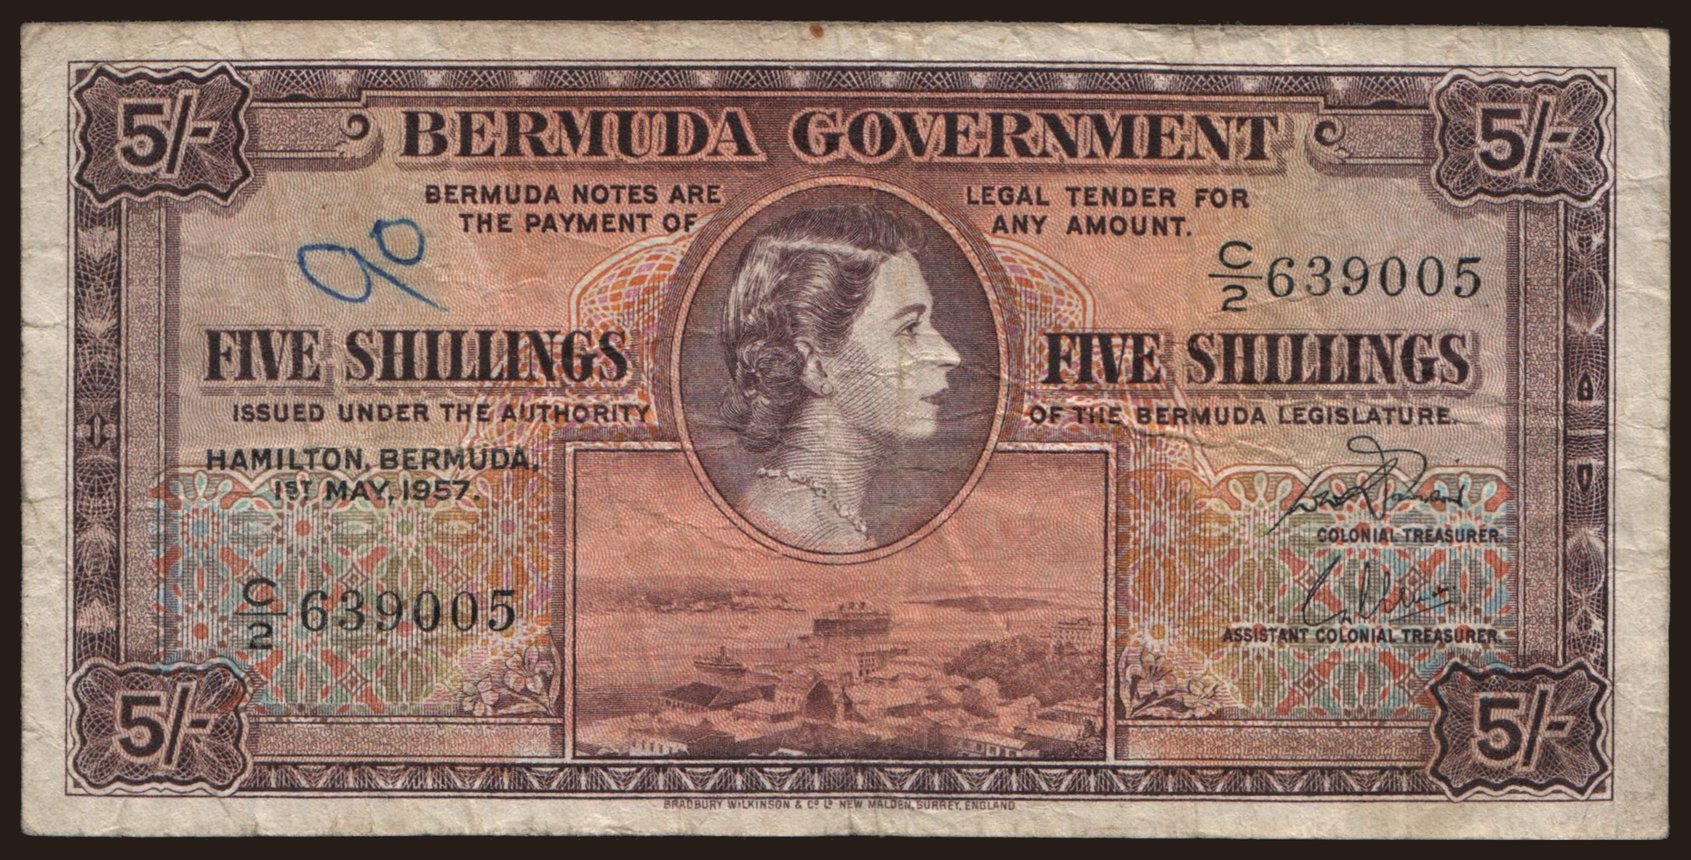 5/- 5/-
BERMUDA GOVERNMENT
BERMUDA NOTES ARE LEGAL TENDER FOR
THE PAYMENT OF ANY AMOUNT.
90
C/2 639005
FIVE SHILLINGS FIVE SHILLINGS
ISSUED UNDER THE AUTHORITY OF THE BERMUDA LEGISLATURE.
HAMILTON, BERMUDA,
1ST MAY, 1957.
COLONIAL TREASURER.
C/2 639005
ASSISTANT COLONIAL TREASURER.
5/- 5/-
BRADBURY WILKINSON & Co. Ld. NEW MALDEN, SURREY, ENGLAND